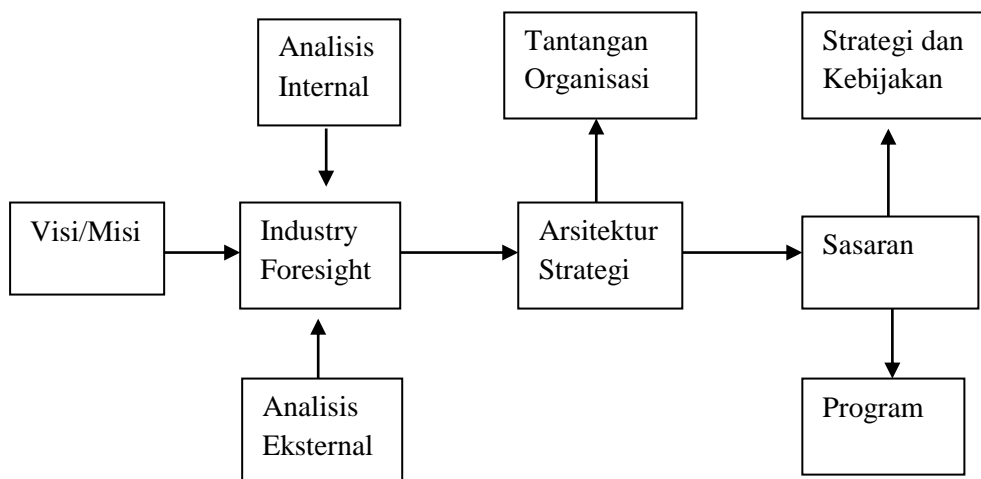 Analisis
Internal
Tantangan
Organisasi
Strategi dan
Kebijakan
Visi/Misi
Industry
Foresight
Arsitektur
Strategi
Sasaran
Analisis
Eksternal
Program